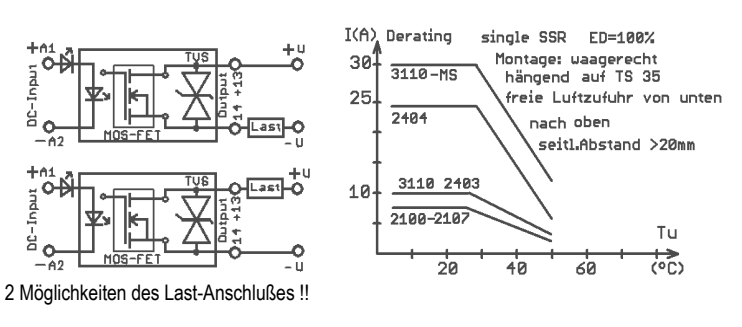 +A1
DC-Input
-A2
MOS-FET
TVS
+U
Output
14 +13
Last
-U
+A1
DC-Input
-A2
MOS-FET
TVS
Last
+U
Output
14 +13
-U
2 Möglichkeiten des Last-Anschlußes !!
I(A) Derating single SSR ED=100%
Montage: waagerecht
hängend auf TS 35
freie Luftzufuhr von unten
nach oben
seitl.Abstand >20mm
30
3110-MS
25
2404
10
3110 2403
2100-2107
Tu
20 40 60 (°C)